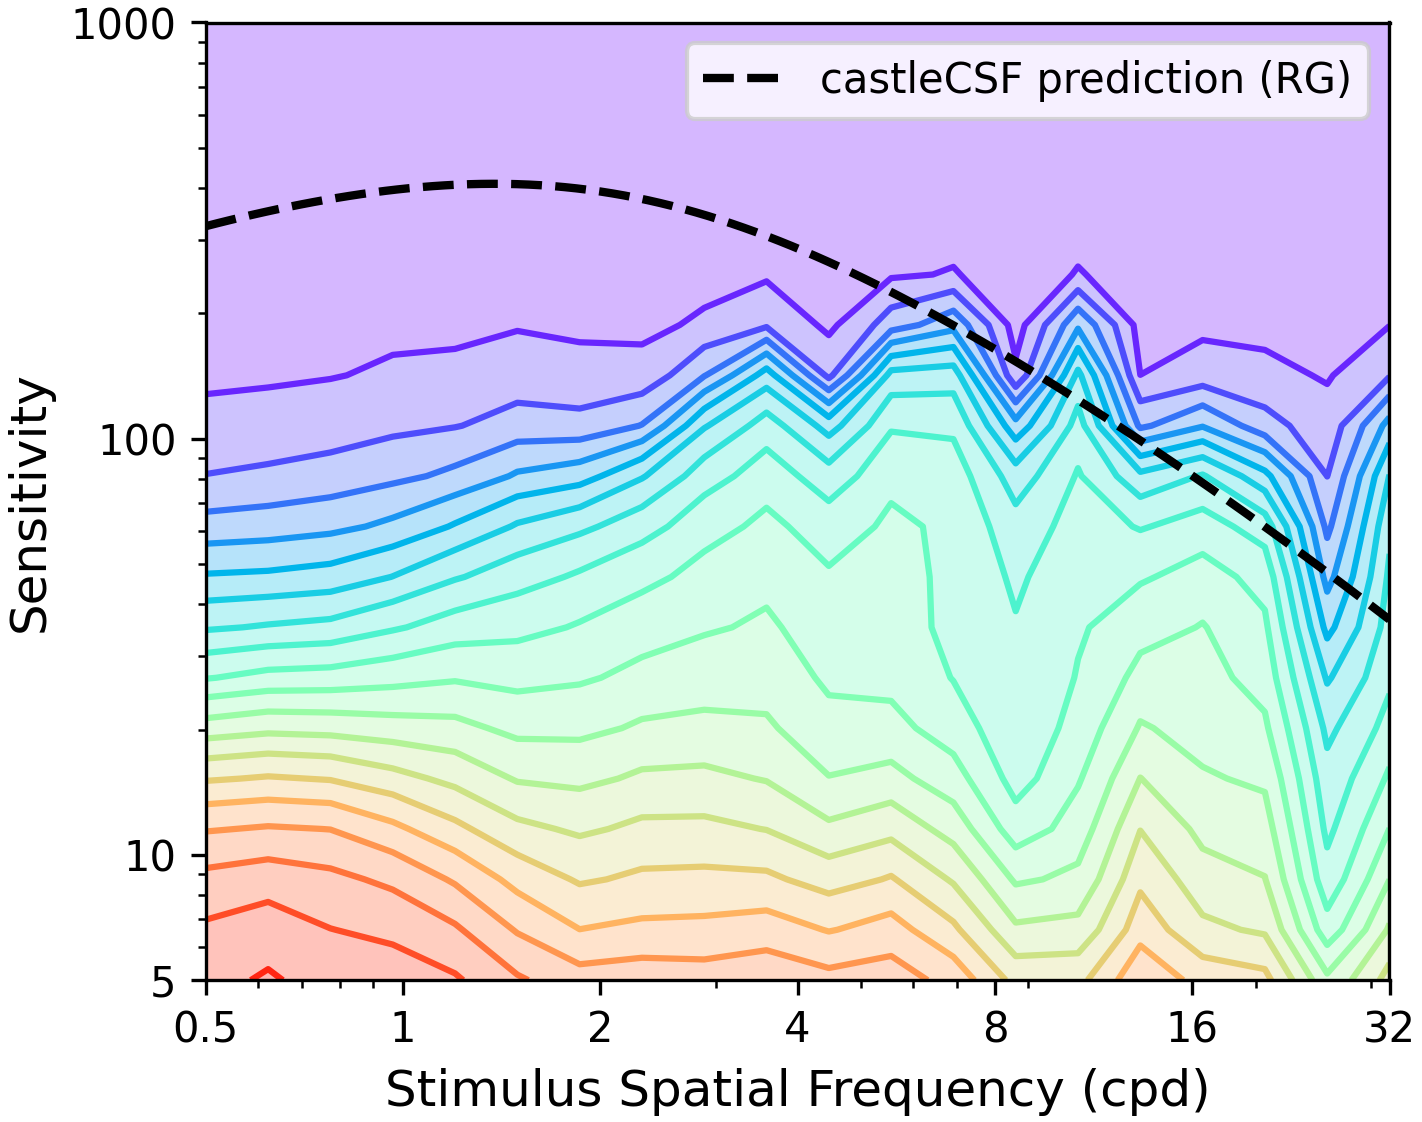 1000
castleCSF prediction (RG)
100
Sensitivity
10
5
0.5 1 2 4 8 16 32
Stimulus Spatial Frequency (cpd)